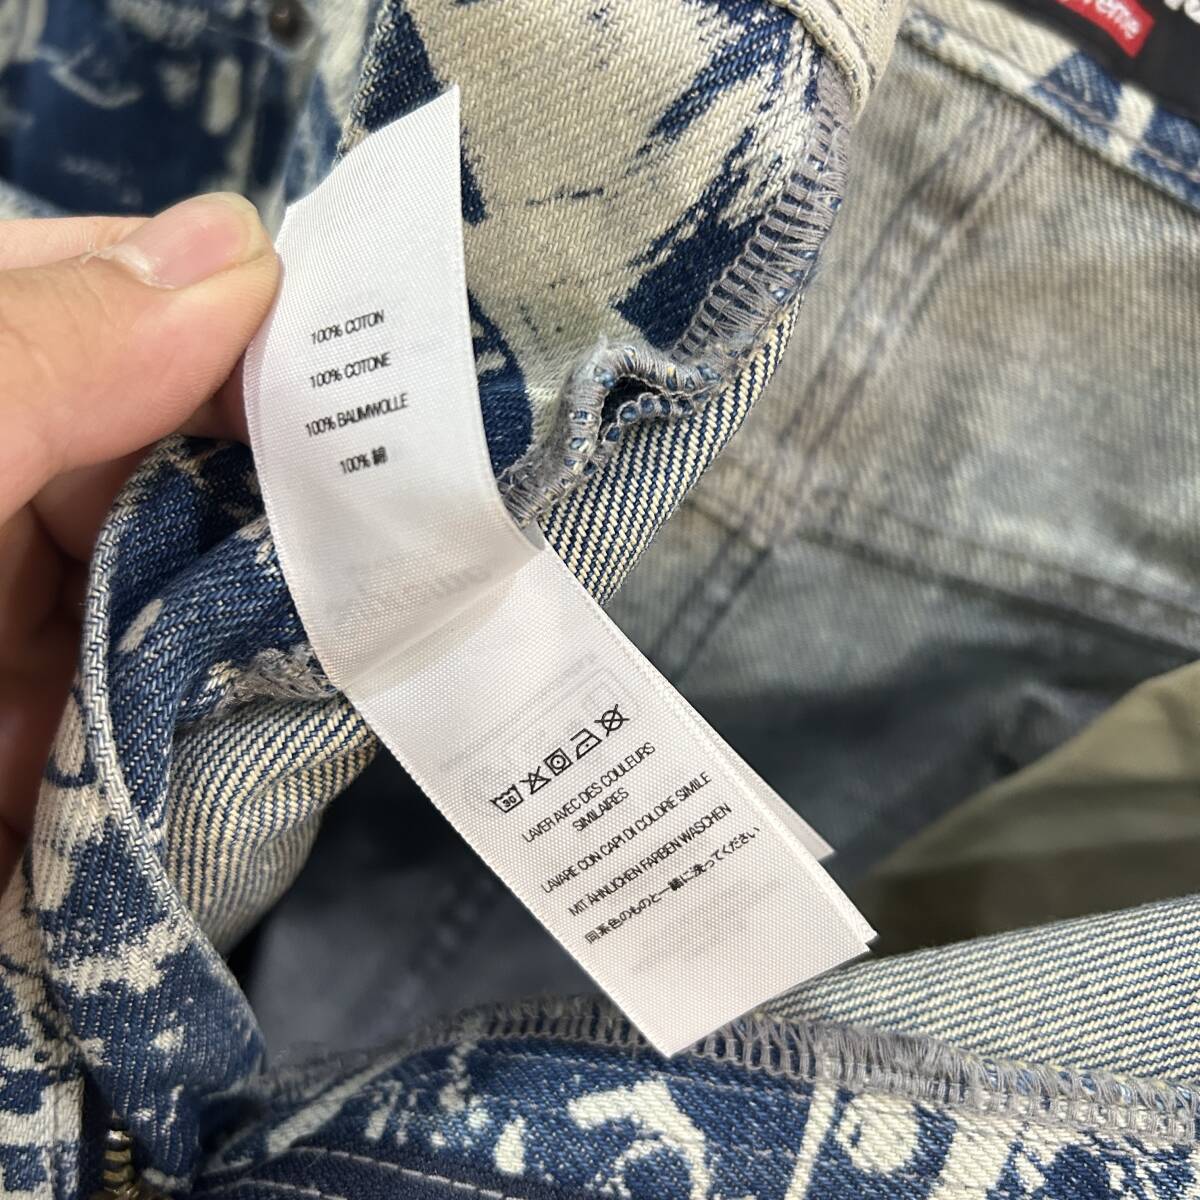 preme
100% COTON
100% COTONE
100% BAUMWOLLE
100% 綿
30
LAVER AVEC DES COULEURS
SIMILAIRES
LAVARE CON CAPI DI COLORE SIMILE
MIT ÄHNLICHEN FARBEN WASCHEN
同系色のものと一緒に洗ってください